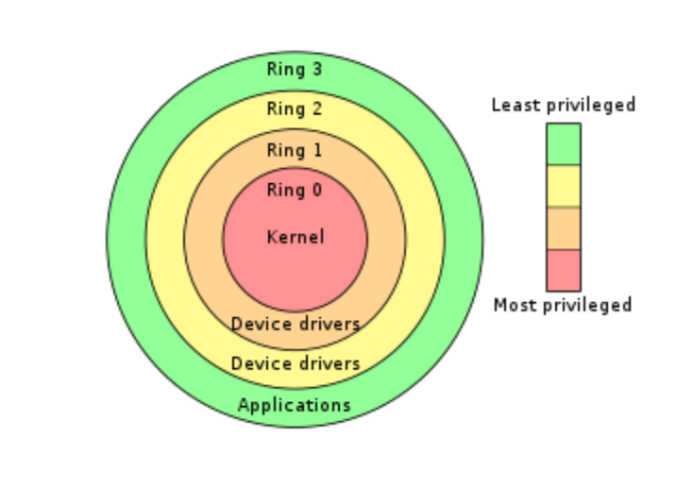 Ring 3
Ring 2
Ring 1
Ring 0
Kernel
Device drivers
Device drivers
Applications
Least privileged
Most privileged